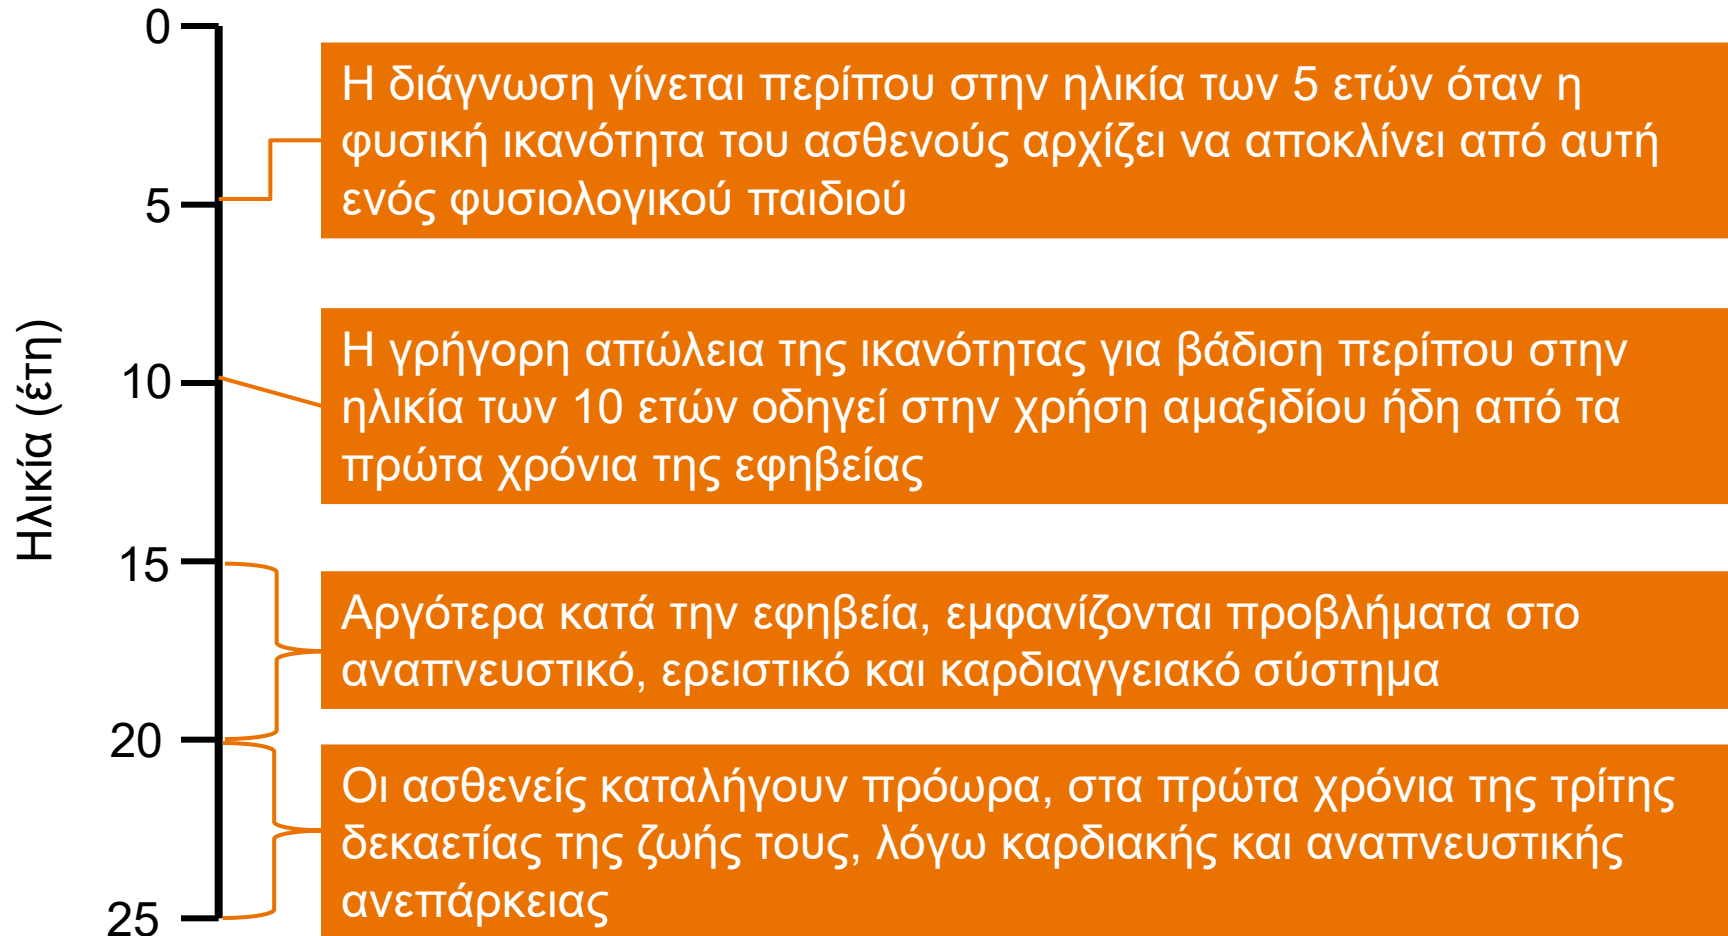 0
Η διάγνωση γίνεται περίπου στην ηλικία των 5 ετών όταν η
φυσική ικανότητα του ασθενούς αρχίζει να αποκλίνει από αυτή
ενός φυσιολογικού παιδιού
5
Ηλικία (έτη)
Η γρήγορη απώλεια της ικανότητας για βάδιση περίπου στην
10
ηλικία των 10 ετών οδηγεί στην χρήση αμαξιδίου ήδη από τα
πρώτα χρόνια της εφηβείας
15
Αργότερα κατά την εφηβεία, εμφανίζονται προβλήματα στο
αναπνευστικό, ερειστικό και καρδιαγγειακό σύστημα
20
Οι ασθενείς καταλήγουν πρόωρα, στα πρώτα χρόνια της τρίτης
δεκαετίας της ζωής τους, λόγω καρδιακής και αναπνευστικής
ανεπάρκειας
25